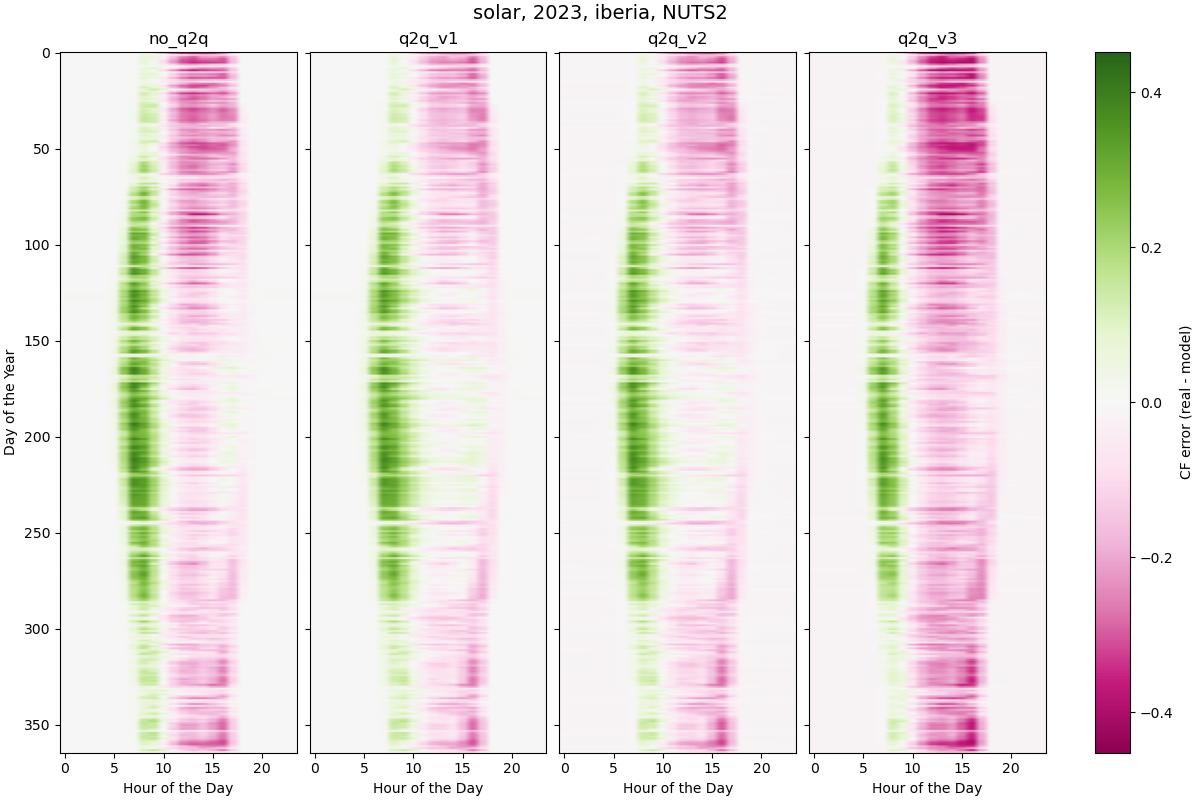 solar, 2023, iberia, NUTS2
no_q2q
q2q_v1
q2q_v2
q2q_v3
0
50
100
150
200
250
300
350
Day of the Year
0 5 10 15 20
0 5 10 15 20
0 5 10 15 20
0 5 10 15 20
Hour of the Day
Hour of the Day
Hour of the Day
Hour of the Day
0.4
0.2
0.0
−0.2
−0.4
CF error (real - model)